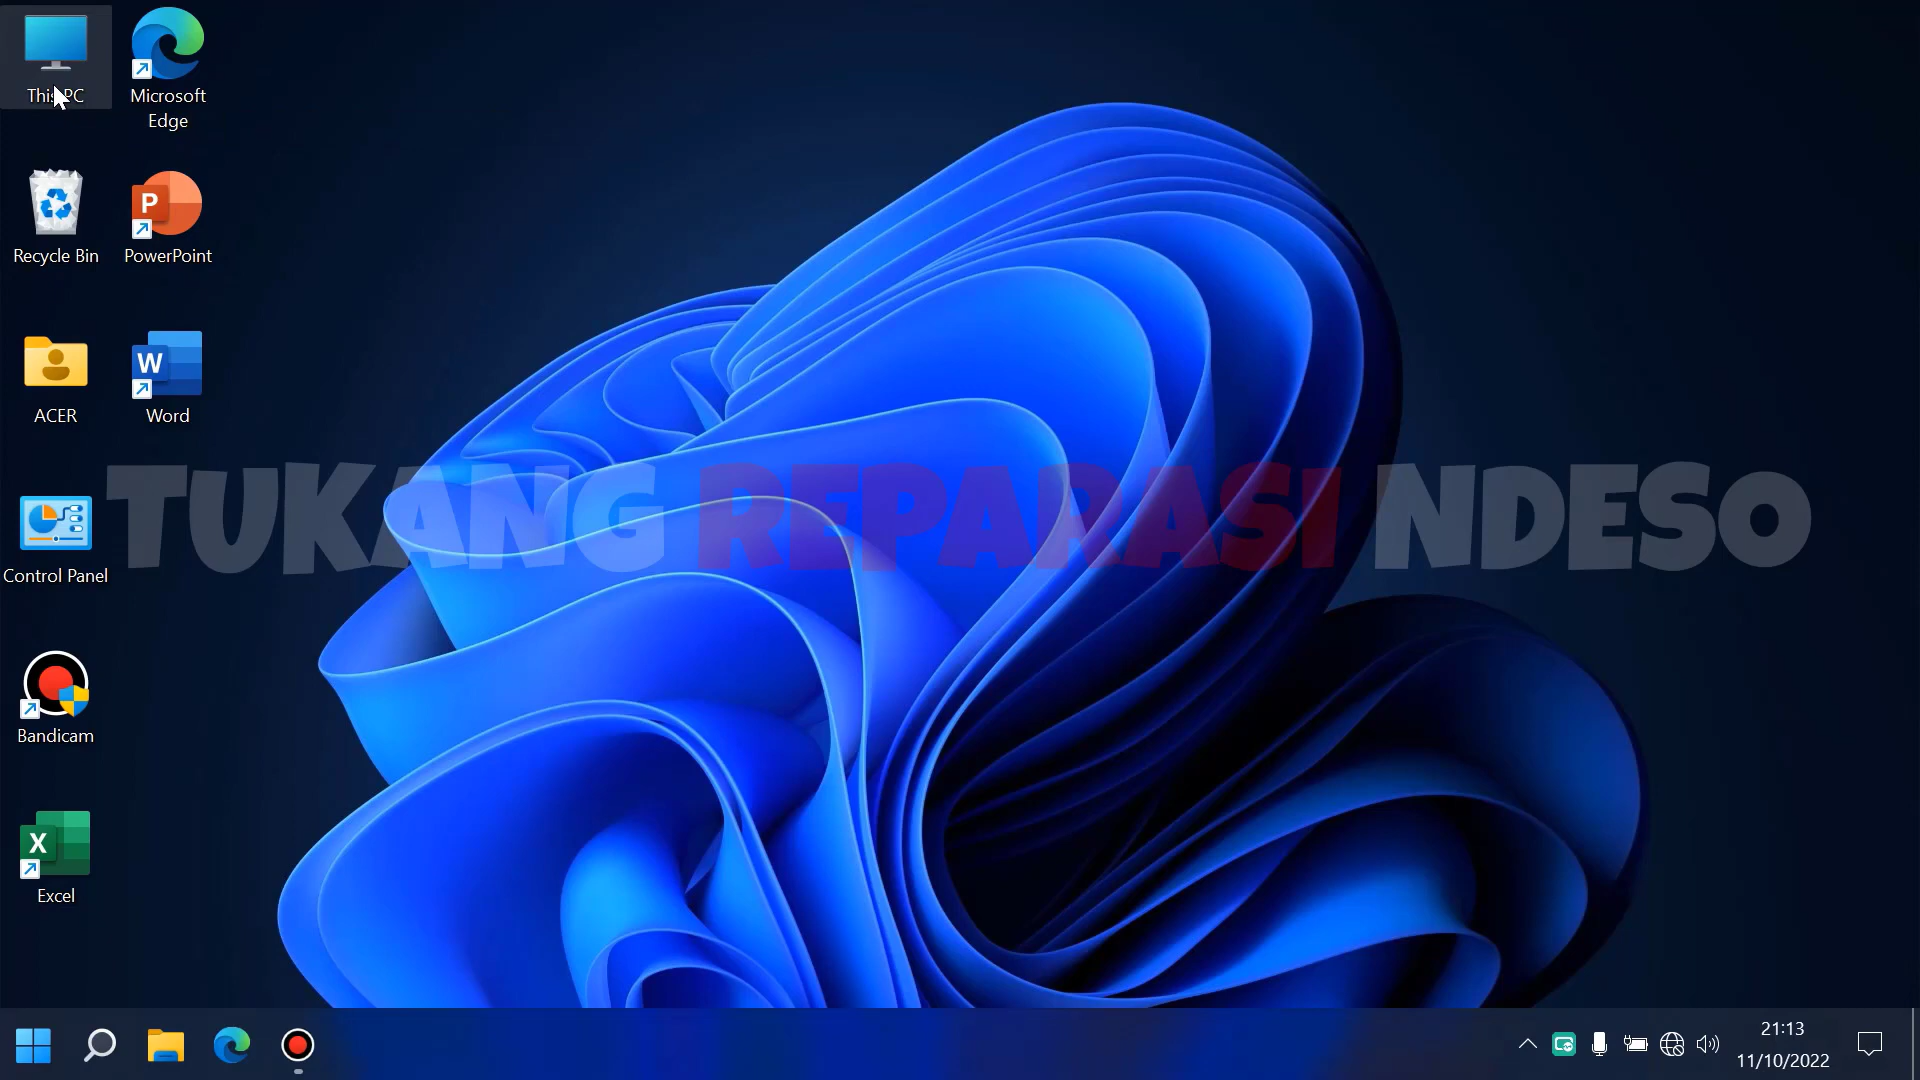 This PC
Microsoft
Edge
Recycle Bin
PowerPoint
ACER
Word
TUKANG REPARASI NDESO
Control Panel
Bandicam
Excel
21:13
11/10/2022